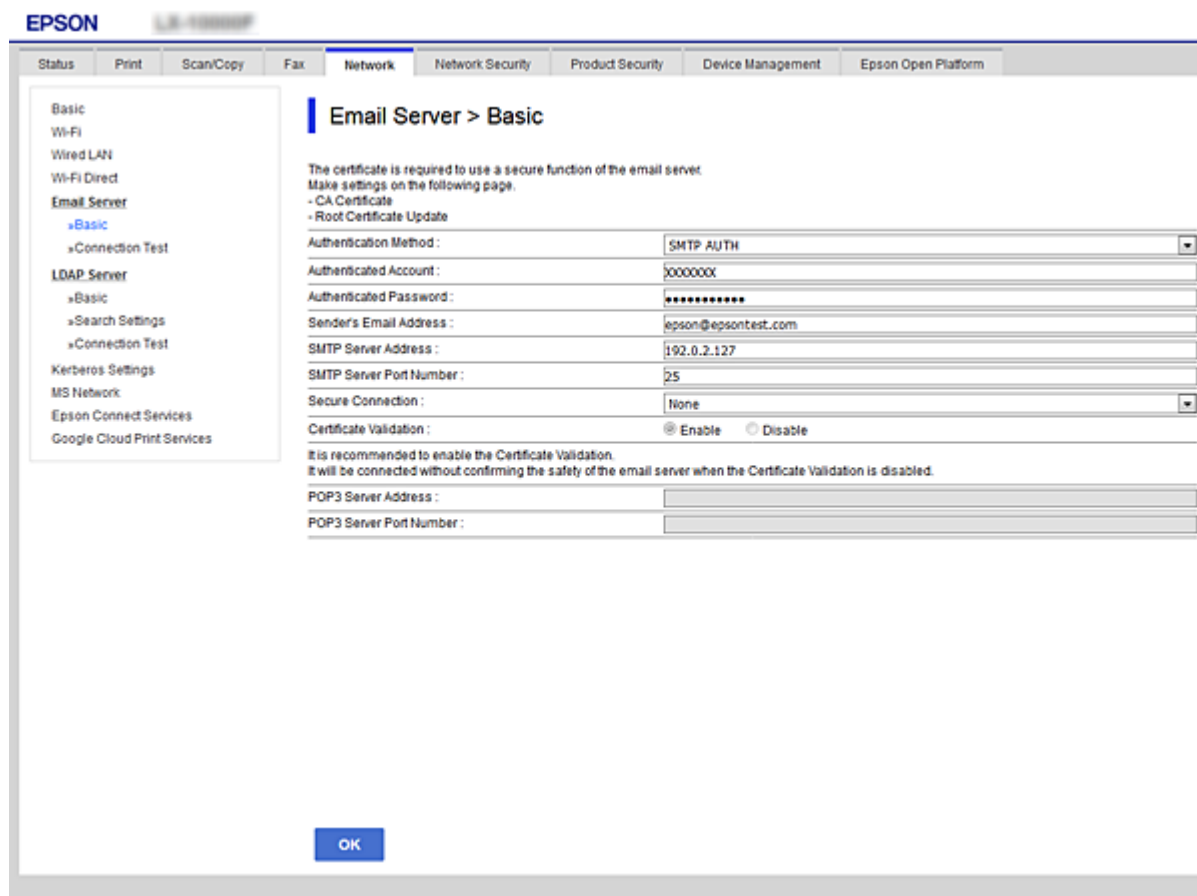 EPSON
Status Print Scan/Copy Fax Network Network Security Product Security Device Management Epson Open Platform
Basic
Wi-Fi
Wired LAN
Wi-Fi Direct
Email Server
»Basic
»Connection Test
LDAP Server
»Basic
»Search Settings
»Connection Test
Kerberos Settings
MS Network
Epson Connect Services
Google Cloud Print Services
Email Server > Basic
The certificate is required to use a secure function of the email server.
Make settings on the following page.
- CA Certificate
- Root Certificate Update
Authentication Method : SMTP AUTH
Authenticated Account : XXXXXXX
Authenticated Password : •••••••••••
Sender's Email Address : epson@epsontest.com
SMTP Server Address : 192.0.2.127
SMTP Server Port Number : 25
Secure Connection : None
Certificate Validation : Enable Disable
It is recommended to enable the Certificate Validation.
It will be connected without confirming the safety of the email server when the Certificate Validation is disabled.
POP3 Server Address :
POP3 Server Port Number :
OK